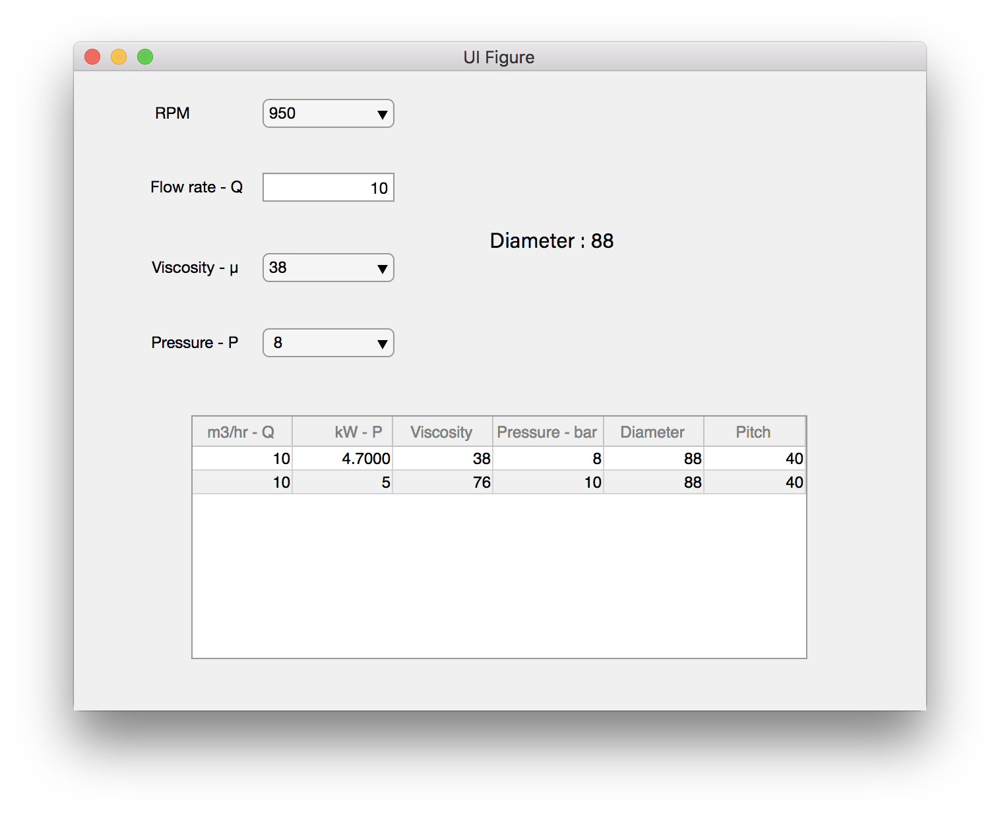 UI Figure
RPM 950
Flow rate - Q 10
Diameter : 88
Viscosity - µ 38
Pressure - P 8
m3/hr - Q kW - P Viscosity Pressure - bar Diameter Pitch
10 4.7000 38 8 88 40
10 5 76 10 88 40